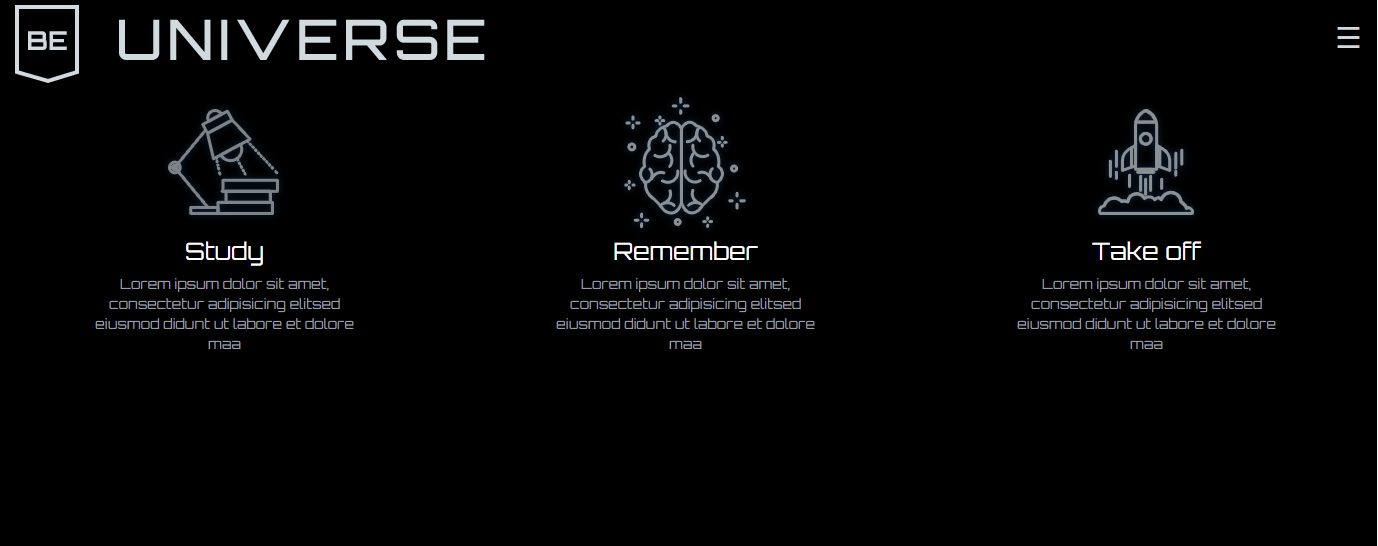 BE
UNIVERSE
Study
Lorem ipsum dolor sit amet,
consectetur adipisicing elitsed
eiusmod didunt ut labore et dolore
maa
Remember
Lorem ipsum dolor sit amet,
consectetur adipisicing elitsed
eiusmod didunt ut labore et dolore
maa
Take off
Lorem ipsum dolor sit amet,
consectetur adipisicing elitsed
eiusmod didunt ut labore et dolore
maa